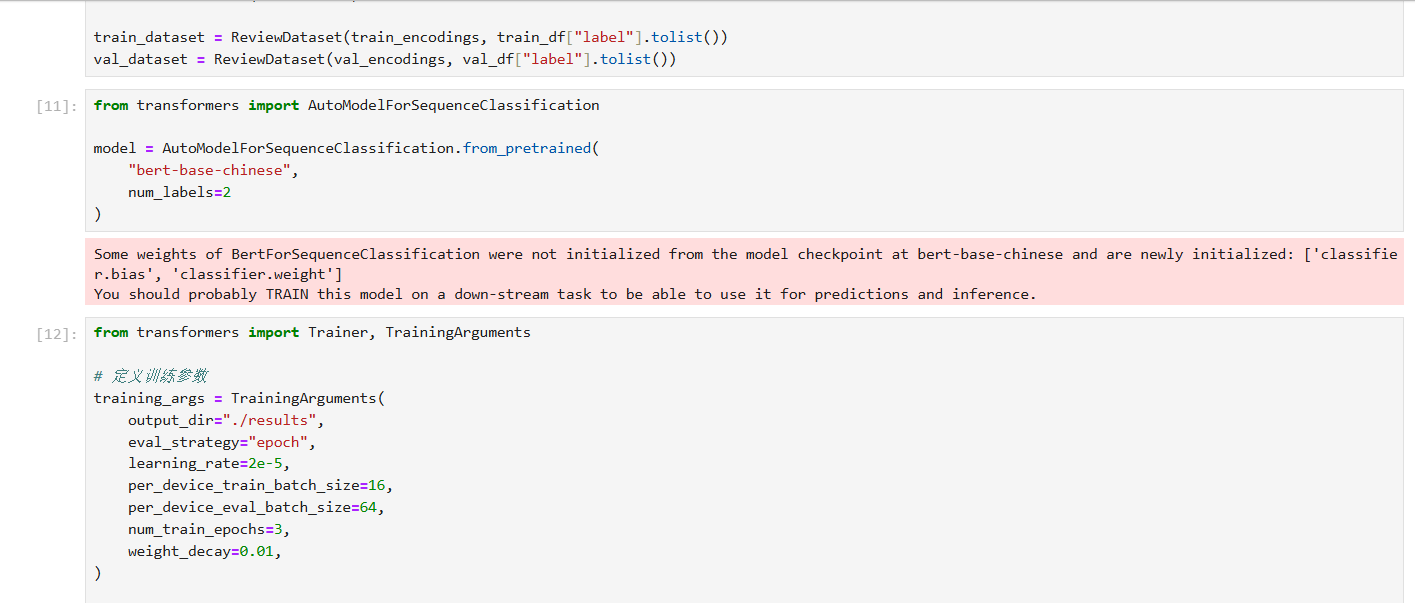 train_dataset = ReviewDataset(train_encodings, train_df["label"].tolist())
val_dataset = ReviewDataset(val_encodings, val_df["label"].tolist())
[11]:
from transformers import AutoModelForSequenceClassification
model = AutoModelForSequenceClassification.from_pretrained(
    "bert-base-chinese",
    num_labels=2
)
Some weights of BertForSequenceClassification were not initialized from the model checkpoint at bert-base-chinese and are newly initialized: ['classifie
r.bias', 'classifier.weight']
You should probably TRAIN this model on a down-stream task to be able to use it for predictions and inference.
[12]:
from transformers import Trainer, TrainingArguments
# 定义训练参数
training_args = TrainingArguments(
    output_dir="./results",
    eval_strategy="epoch",
    learning_rate=2e-5,
    per_device_train_batch_size=16,
    per_device_eval_batch_size=64,
    num_train_epochs=3,
    weight_decay=0.01,
)